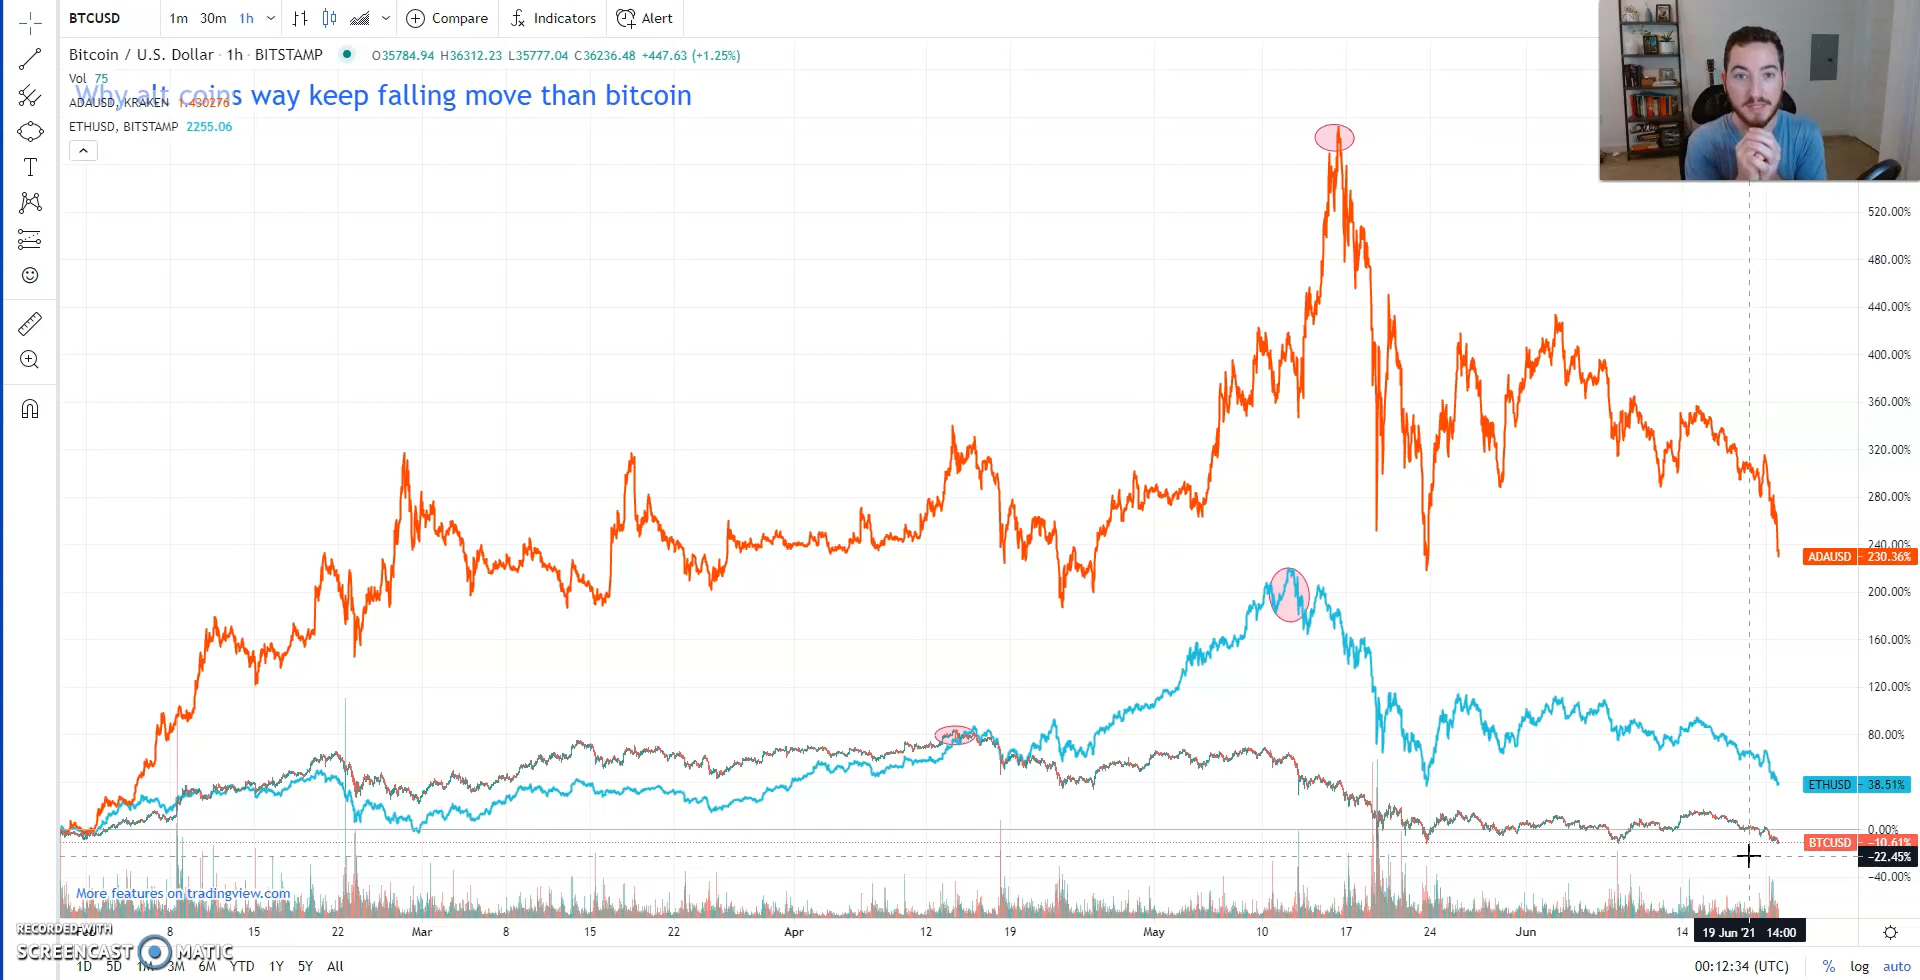 BTCUSD 1m 30m 1h Compare Indicators Alert
Bitcoin / U.S. Dollar · 1h · BITSTAMP O35784.94 H36312.23 L35777.04 C36236.48 +447.63 (+1.25%)
Vol 75
Why alt coins way keep falling move than bitcoin
ADAUSD, KRAKEN 1.430276
ETHUSD, BITSTAMP 2255.06
520.00%
480.00%
440.00%
400.00%
360.00%
320.00%
280.00%
240.00%
ADAUSD 230.36%
200.00%
160.00%
120.00%
80.00%
ETHUSD 38.51%
0.00%
BTCUSD −10.61%
−22.45%
−40.00%
More features on tradingview.com
RECORDED WITH
SCREENCAST MATIC
Feb 8 15 22 Mar 8 15 22 Apr 12 19 May 10 17 24 Jun 14 19 Jun '21 14:00
1D 5D 1M 3M 6M YTD 1Y 5Y All 00:12:34 (UTC) % log auto